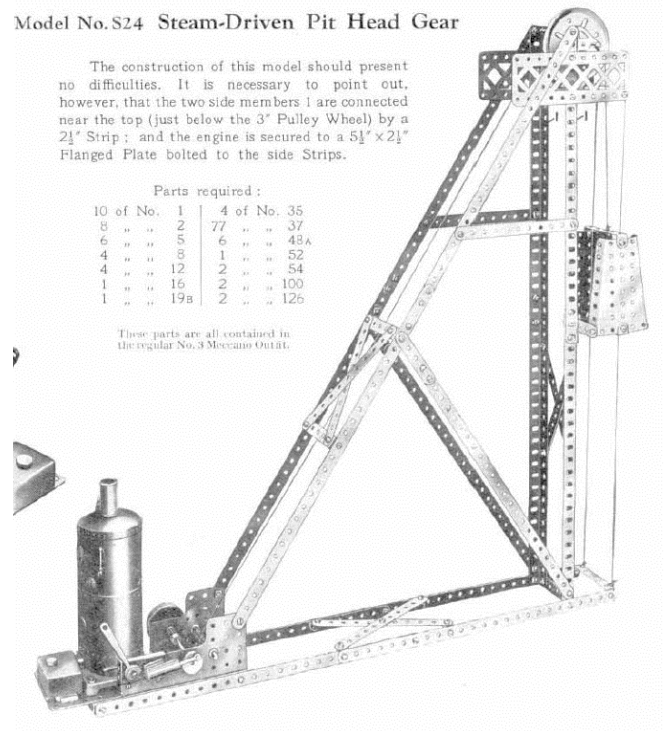 Model No. S24 Steam-Driven Pit Head Gear
The construction of this model should present
no difficulties. It is necessary to point out,
however, that the two side members 1 are connected
near the top (just below the 3″ Pulley Wheel) by a
2½″ Strip ; and the engine is secured to a 5½″ × 2½″
Flanged Plate bolted to the side Strips.
Parts required :
10 of No. 1 | 4 of No. 35
8 „ „ 2 | 77 „ „ 37
6 „ „ 5 | 6 „ „ 48A
4 „ „ 8 | 1 „ „ 52
4 „ „ 12 | 2 „ „ 54
1 „ „ 16 | 2 „ „ 100
1 „ „ 19B | 2 „ „ 126
These parts are all contained in
the regular No. 3 Meccano Outfit.
1 1